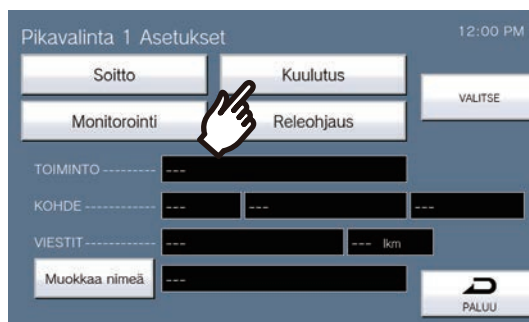 Pikavalinta 1 Asetukset 12:00 PM
Soitto Kuulutus
VALITSE
Monitorointi Releohjaus
TOIMINTO ---------- ---
KOHDE ------------- --- --- ---
VIESTIT------------ --- --- lkm
Muokkaa nimeä ---
PALUU